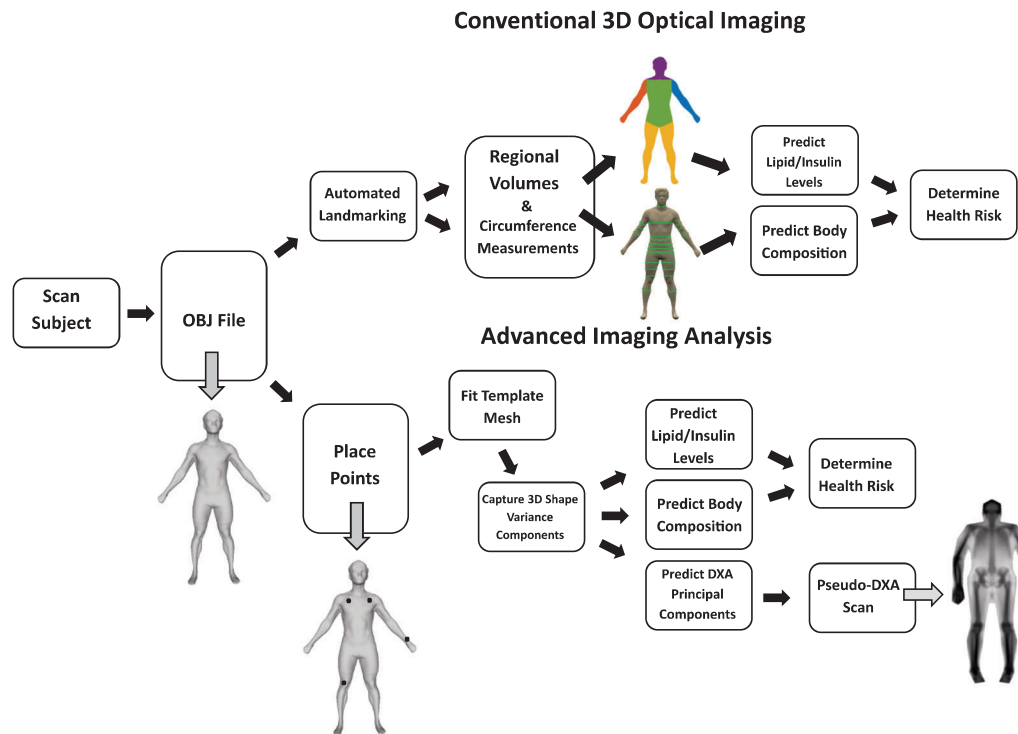 Conventional 3D Optical Imaging
Scan
Subject
OBJ File
Automated
Landmarking
Regional
Volumes
&
Circumference
Measurements
Predict
Lipid/Insulin
Levels
Predict Body
Composition
Determine
Health Risk
Advanced Imaging Analysis
Place
Points
Fit Template
Mesh
Capture 3D Shape
Variance
Components
Predict
Lipid/Insulin
Levels
Predict Body
Composition
Determine
Health Risk
Predict DXA
Principal
Components
Pseudo-DXA
Scan